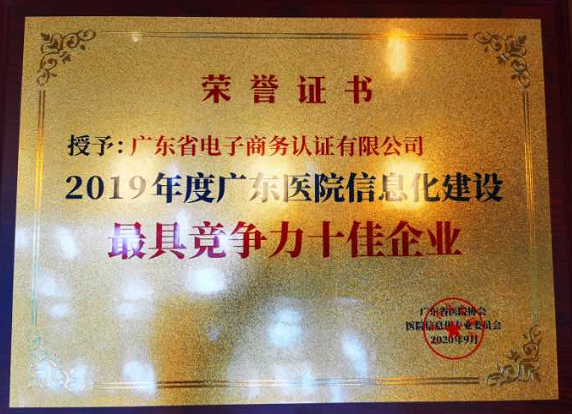 荣誉证书
授予：广东省电子商务认证有限公司
2019年度广东医院信息化建设
最具竞争力十佳企业
广东省医院协会
医院信息化专业委员会
2020年9月